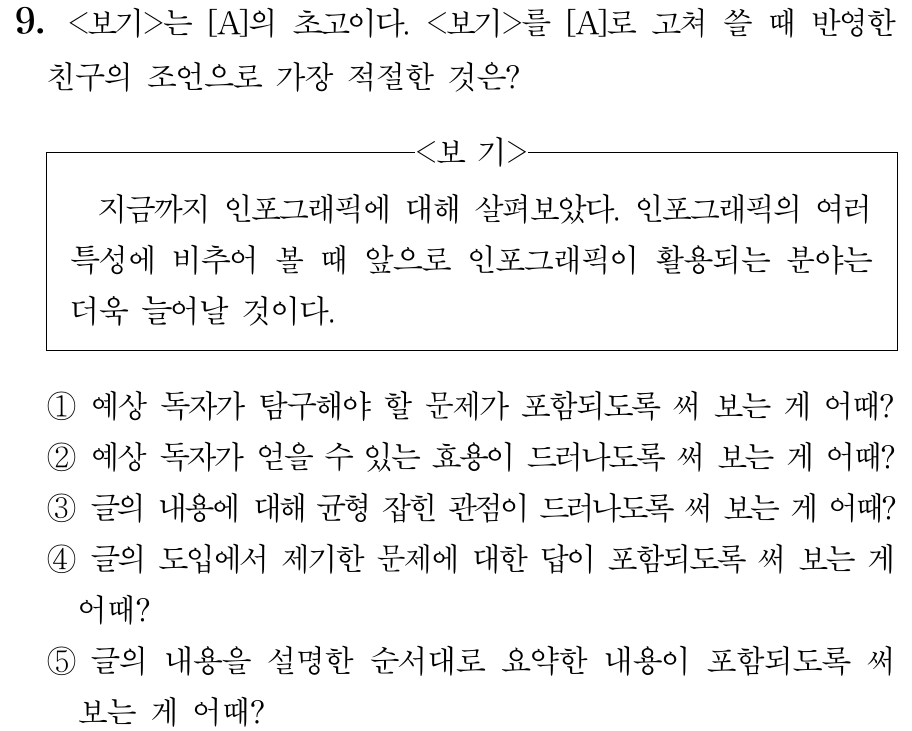 9. <보기>는 [A]의 초고이다. <보기>를 [A]로 고쳐 쓸 때 반영한
친구의 조언으로 가장 적절한 것은?
<보 기>
지금까지 인포그래픽에 대해 살펴보았다. 인포그래픽의 여러
특성에 비추어 볼 때 앞으로 인포그래픽이 활용되는 분야는
더욱 늘어날 것이다.
① 예상 독자가 탐구해야 할 문제가 포함되도록 써 보는 게 어때?
② 예상 독자가 얻을 수 있는 효용이 드러나도록 써 보는 게 어때?
③ 글의 내용에 대해 균형 잡힌 관점이 드러나도록 써 보는 게 어때?
④ 글의 도입에서 제기한 문제에 대한 답이 포함되도록 써 보는 게
어때?
⑤ 글의 내용을 설명한 순서대로 요약한 내용이 포함되도록 써
보는 게 어때?